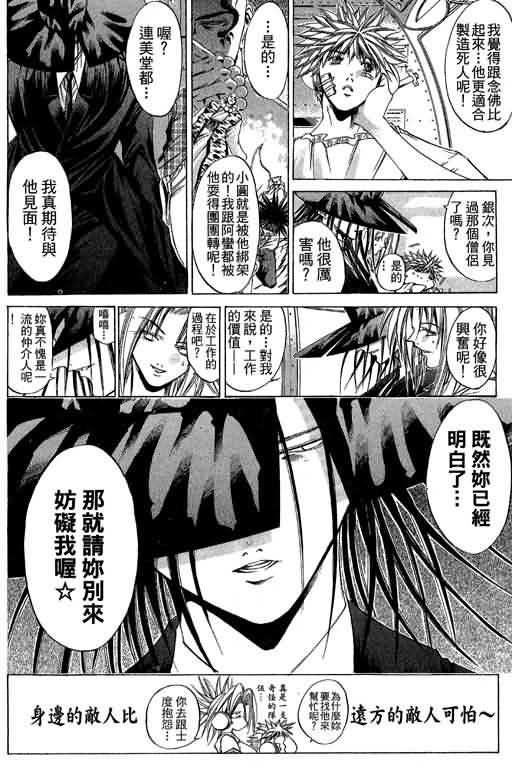 我覺得跟念佛比
起來…他更適合
製造死人呢！
是的…
喔？
連美堂都…
我真期待與
他見面！
小圓就是被他綁架
的！我跟阿蠻都被
他耍得團團轉呢！
銀次，你見
過那個僧侶
了嗎？
是的
他很厲
害嗎？
你好像很
興奮呢！
是的…對我
來說，工作
的價值——
在於工作的
過程吧？
嘻嘻…
妳真不愧是一
流的仲介人呢
！
既然妳已經
明白了…
那就請妳別來
妨礙我喔☆
遠方的敵人可怕～
為什麼妳
要找他來
幫忙呢？
真是一支
奇怪的隊
伍…
你去跟士
度抱怨…
身邊的敵人比